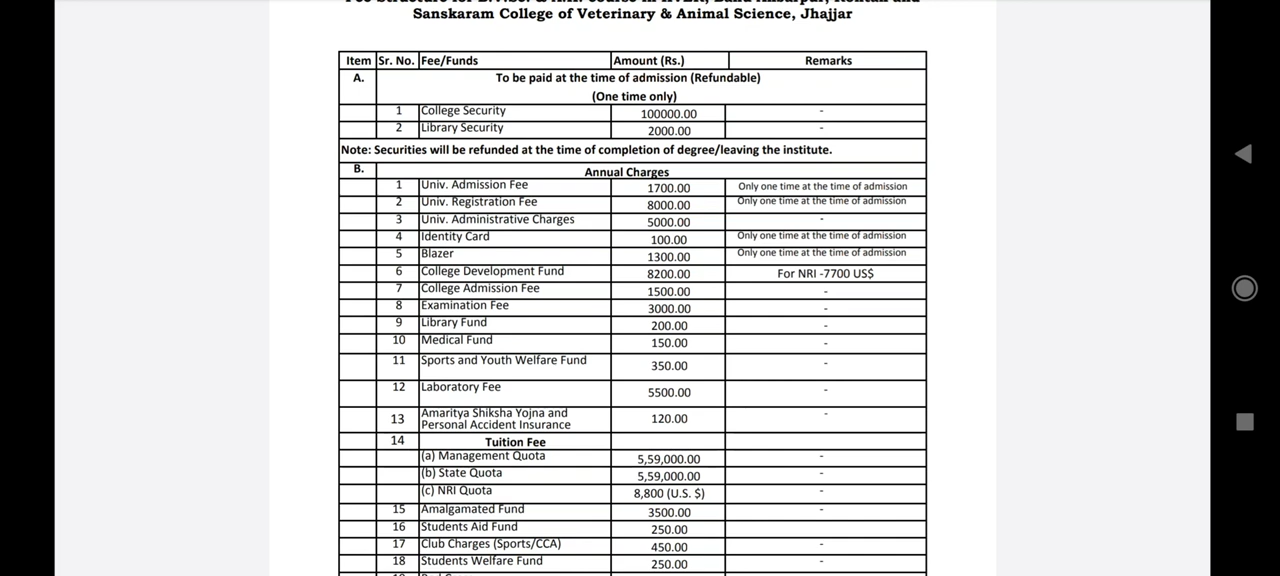 Sanskaram College of Veterinary & Animal Science, Jhajjar
Item Sr. No. Fee/Funds Amount (Rs.) Remarks
A. To be paid at the time of admission (Refundable)
(One time only)
1 College Security 100000.00 -
2 Library Security 2000.00 -
Note: Securities will be refunded at the time of completion of degree/leaving the institute.
B. Annual Charges
1 Univ. Admission Fee 1700.00 Only one time at the time of admission
2 Univ. Registration Fee 8000.00 Only one time at the time of admission
3 Univ. Administrative Charges 5000.00 -
4 Identity Card 100.00 Only one time at the time of admission
5 Blazer 1300.00 Only one time at the time of admission
6 College Development Fund 8200.00 For NRI -7700 US$
7 College Admission Fee 1500.00 -
8 Examination Fee 3000.00 -
9 Library Fund 200.00 -
10 Medical Fund 150.00 -
11 Sports and Youth Welfare Fund 350.00 -
12 Laboratory Fee 5500.00 -
13 Amaritya Shiksha Yojna and
Personal Accident Insurance 120.00 -
14 Tuition Fee
(a) Management Quota 5,59,000.00 -
(b) State Quota 5,59,000.00 -
(c) NRI Quota 8,800 (U.S. $) -
15 Amalgamated Fund 3500.00 -
16 Students Aid Fund 250.00
17 Club Charges (Sports/CCA) 450.00 -
18 Students Welfare Fund 250.00 -